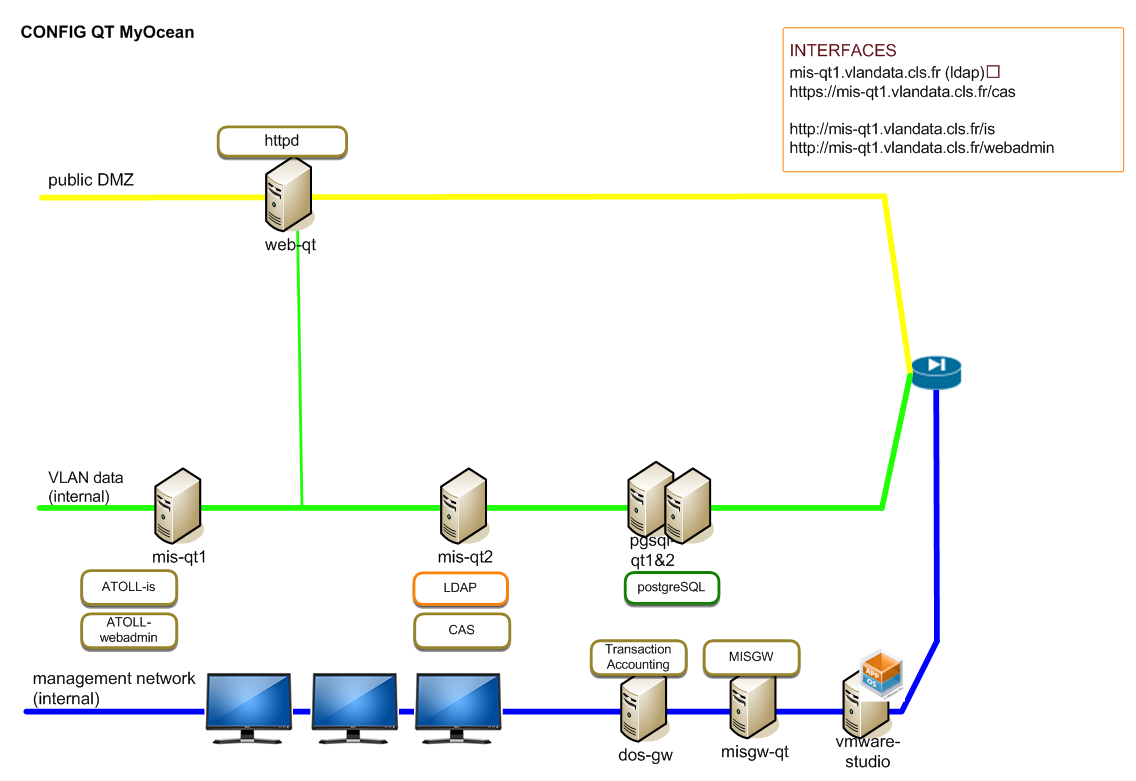 CONFIG QT MyOcean
INTERFACES
mis-qt1.vlandata.cls.fr (ldap)
https://mis-qt1.vlandata.cls.fr/cas
http://mis-qt1.vlandata.cls.fr/is
http://mis-qt1.vlandata.cls.fr/webadmin
httpd
public DMZ
web-qt
VLAN data
(internal)
mis-qt1
mis-qt2
pgsql-
qt1&2
ATOLL-is
LDAP
postgreSQL
ATOLL-
webadmin
CAS
Transaction
Accounting
MISGW
management network
(internal)
APP
OS
dos-gw
misgw-qt
vmware-
studio